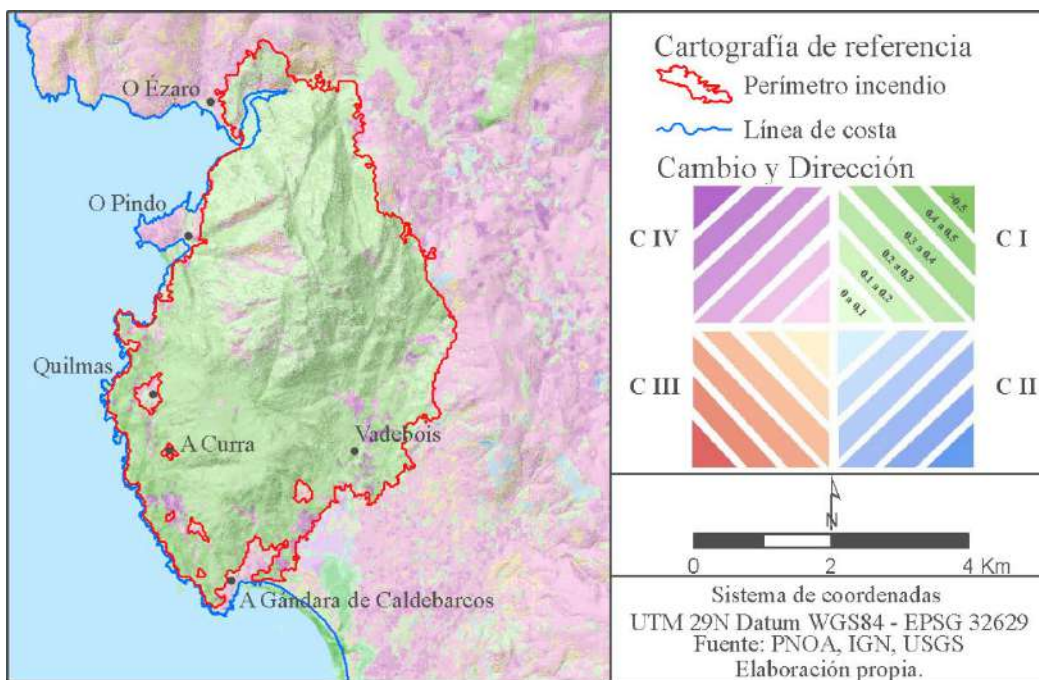 O Ézaro
O Pindo
Quilmas
A Curra
Vadebois
A Gándara de Caldebarcos
Cartografía de referencia
Perímetro incendio
Línea de costa
Cambio y Dirección
C IV
C I
>0.5
0.4 a 0.5
0.3 a 0.4
0.2 a 0.3
0.1 a 0.2
0 a 0.1
C III
C II
N
0
2
4 Km
Sistema de coordenadas
UTM 29N Datum WGS84 - EPSG 32629
Fuente: PNOA, IGN, USGS
Elaboración propia.